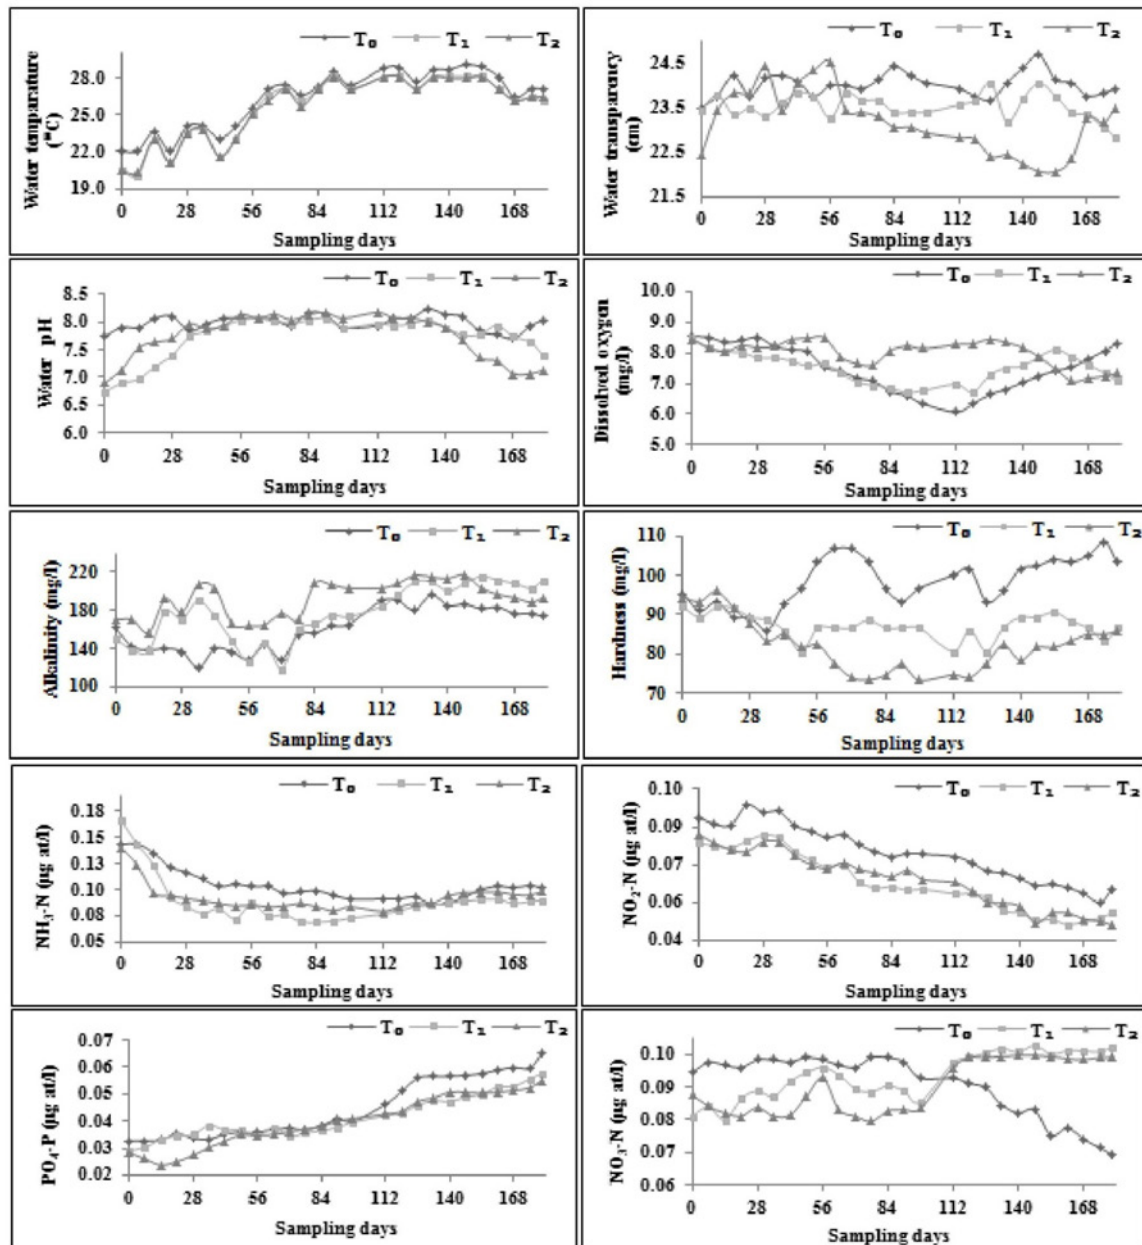 T₀ T₁ T₂
Water temparature
(°C)
28.0
25.0
22.0
19.0
0 28 56 84 112 140 168
Sampling days
T₀ T₁ T₂
Water transparency
(cm)
24.5
23.5
22.5
21.5
0 28 56 84 112 140 168
Sampling days
T₀ T₁ T₂
Water pH
8.5
8.0
7.5
7.0
6.5
6.0
0 28 56 84 112 140 168
Sampling days
T₀ T₁ T₂
Dissolved oxygen
(mg/l)
10.0
9.0
8.0
7.0
6.0
5.0
0 28 56 84 112 140 168
Sampling days
T₀ T₁ T₂
Alkalinity (mg/l)
220
180
140
100
0 28 56 84 112 140 168
Sampling days
T₀ T₁ T₂
Hardness (mg/l)
110
100
90
80
70
0 28 56 84 112 140 168
Sampling days
T₀ T₁ T₂
NH₃-N (µg at/l)
0.18
0.15
0.13
0.10
0.08
0.05
0 28 56 84 112 140 168
Sampling days
T₀ T₁ T₂
NO₂-N (µg at/l)
0.10
0.09
0.07
0.06
0.04
0 28 56 84 112 140 168
Sampling days
T₀ T₁ T₂
PO₄-P (µg at/l)
0.07
0.06
0.05
0.04
0.03
0.02
0 28 56 84 112 140 168
Sampling days
T₀ T₁ T₂
NO₃-N (µg at/l)
0.10
0.09
0.08
0.07
0.06
0 28 56 84 112 140 168
Sampling days